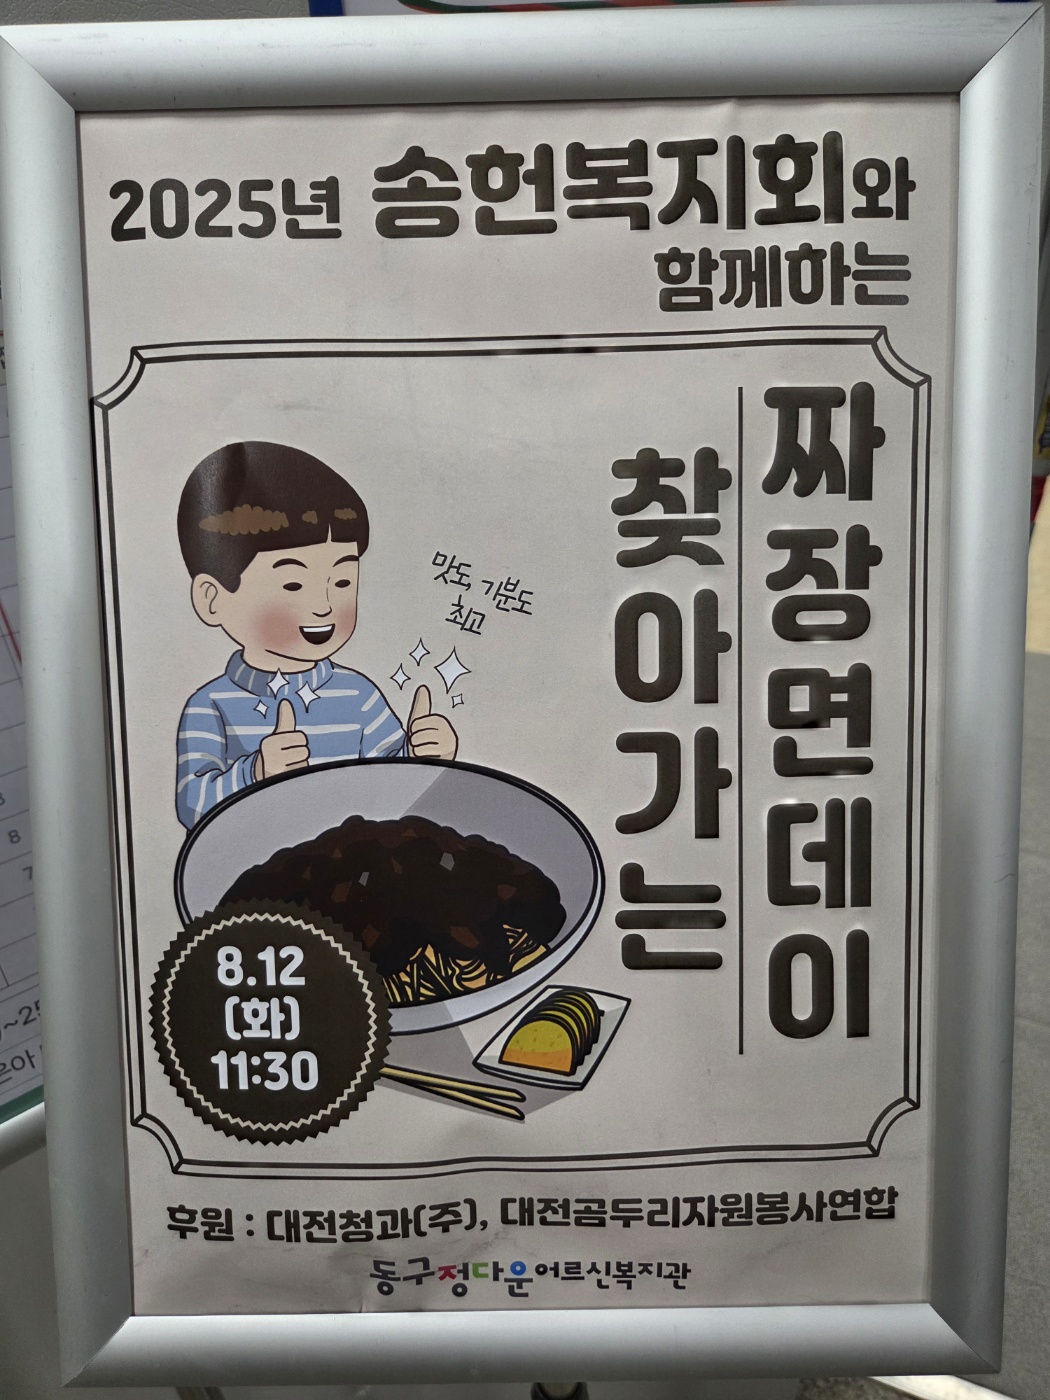 2025년 송헌복지회와
함께하는
찾아가는
짜장면데이
맛도, 기분도
최고
8.12
(화)
11:30
후원 : 대전청과(주), 대전곰두리자원봉사연합
동구정다운어르신복지관